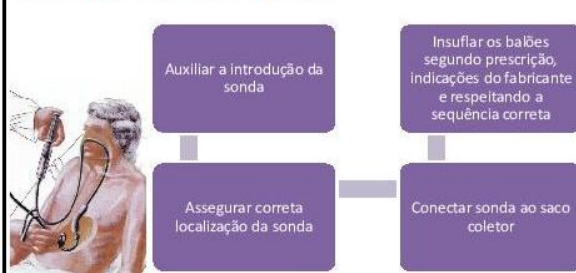 Auxiliar a introdução da
sonda
Assegurar correta
localização da sonda
Conectar sonda ao saco
coletor
Insuflar os balões
segundo prescrição,
indicações do fabricante
e respeitando a
sequência correta